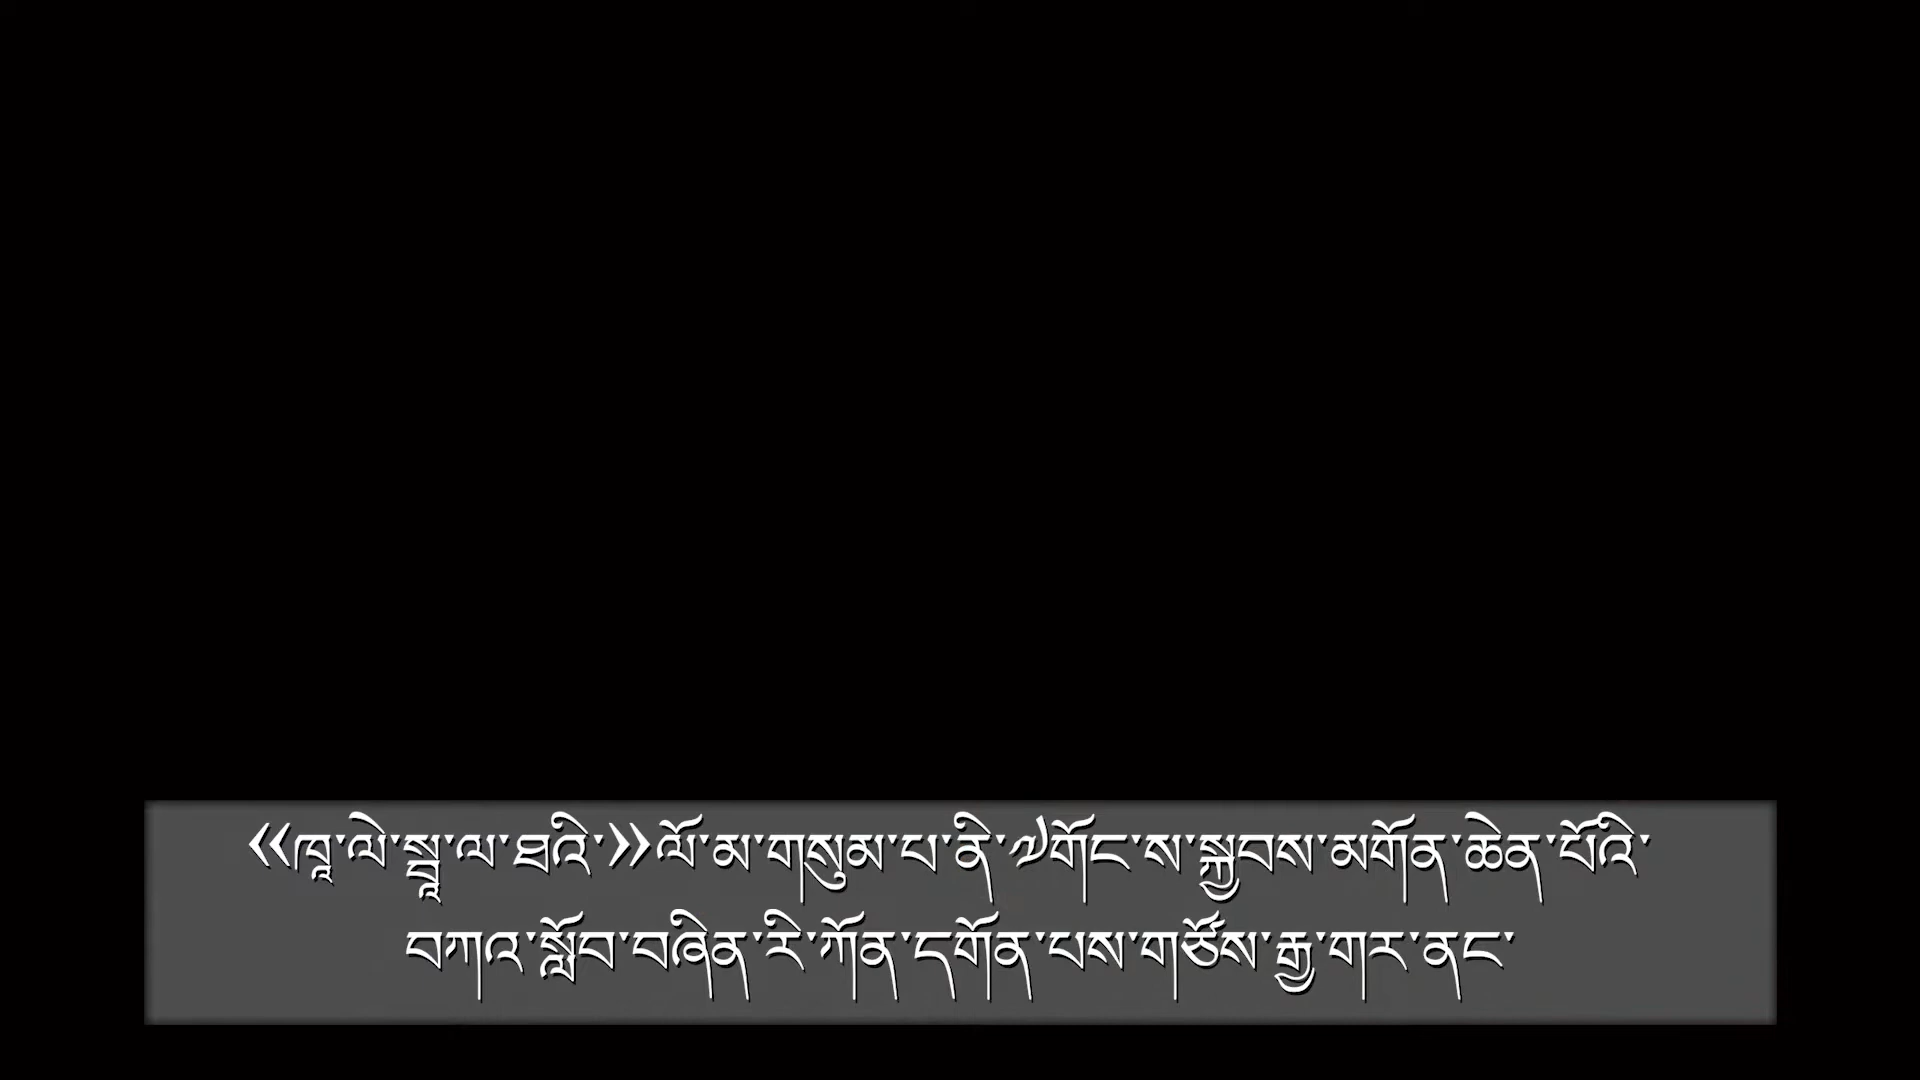 《ཁཱུ་ལེ་སྦྲཱུ་ལ་ཐའི་》ལོ་མ་གསུམ་པ་ནི་༧གོང་ས་སྐྱབས་མགོན་ཆེན་པོའི་
བཀའ་སློབ་བཞིན་རི་ཀོན་དགོན་པས་གཙོས་རྒྱ་གར་ནང་